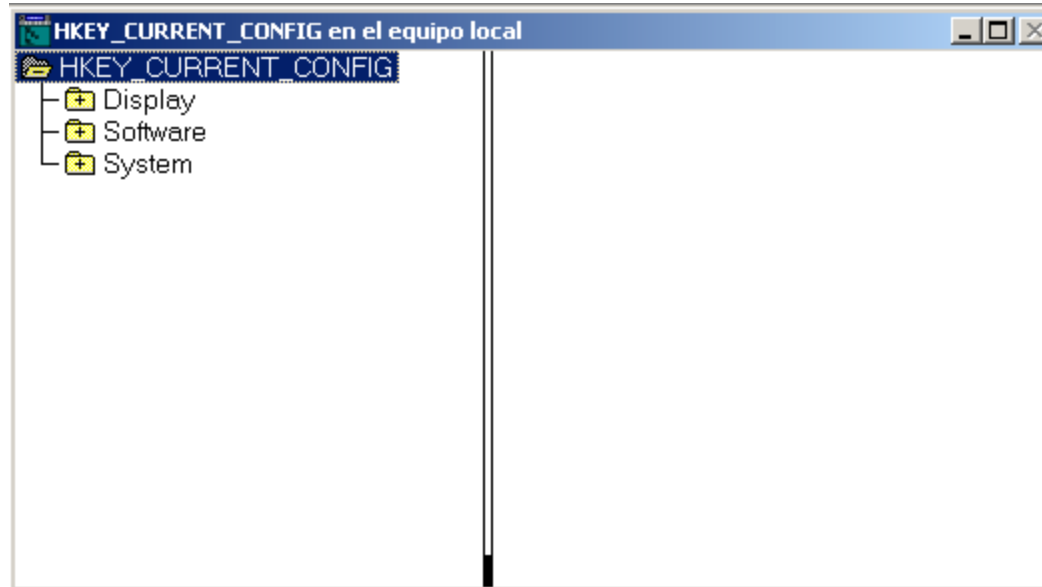 HKEY_CURRENT_CONFIG en el equipo local
HKEY_CURRENT_CONFIG
Display
Software
System